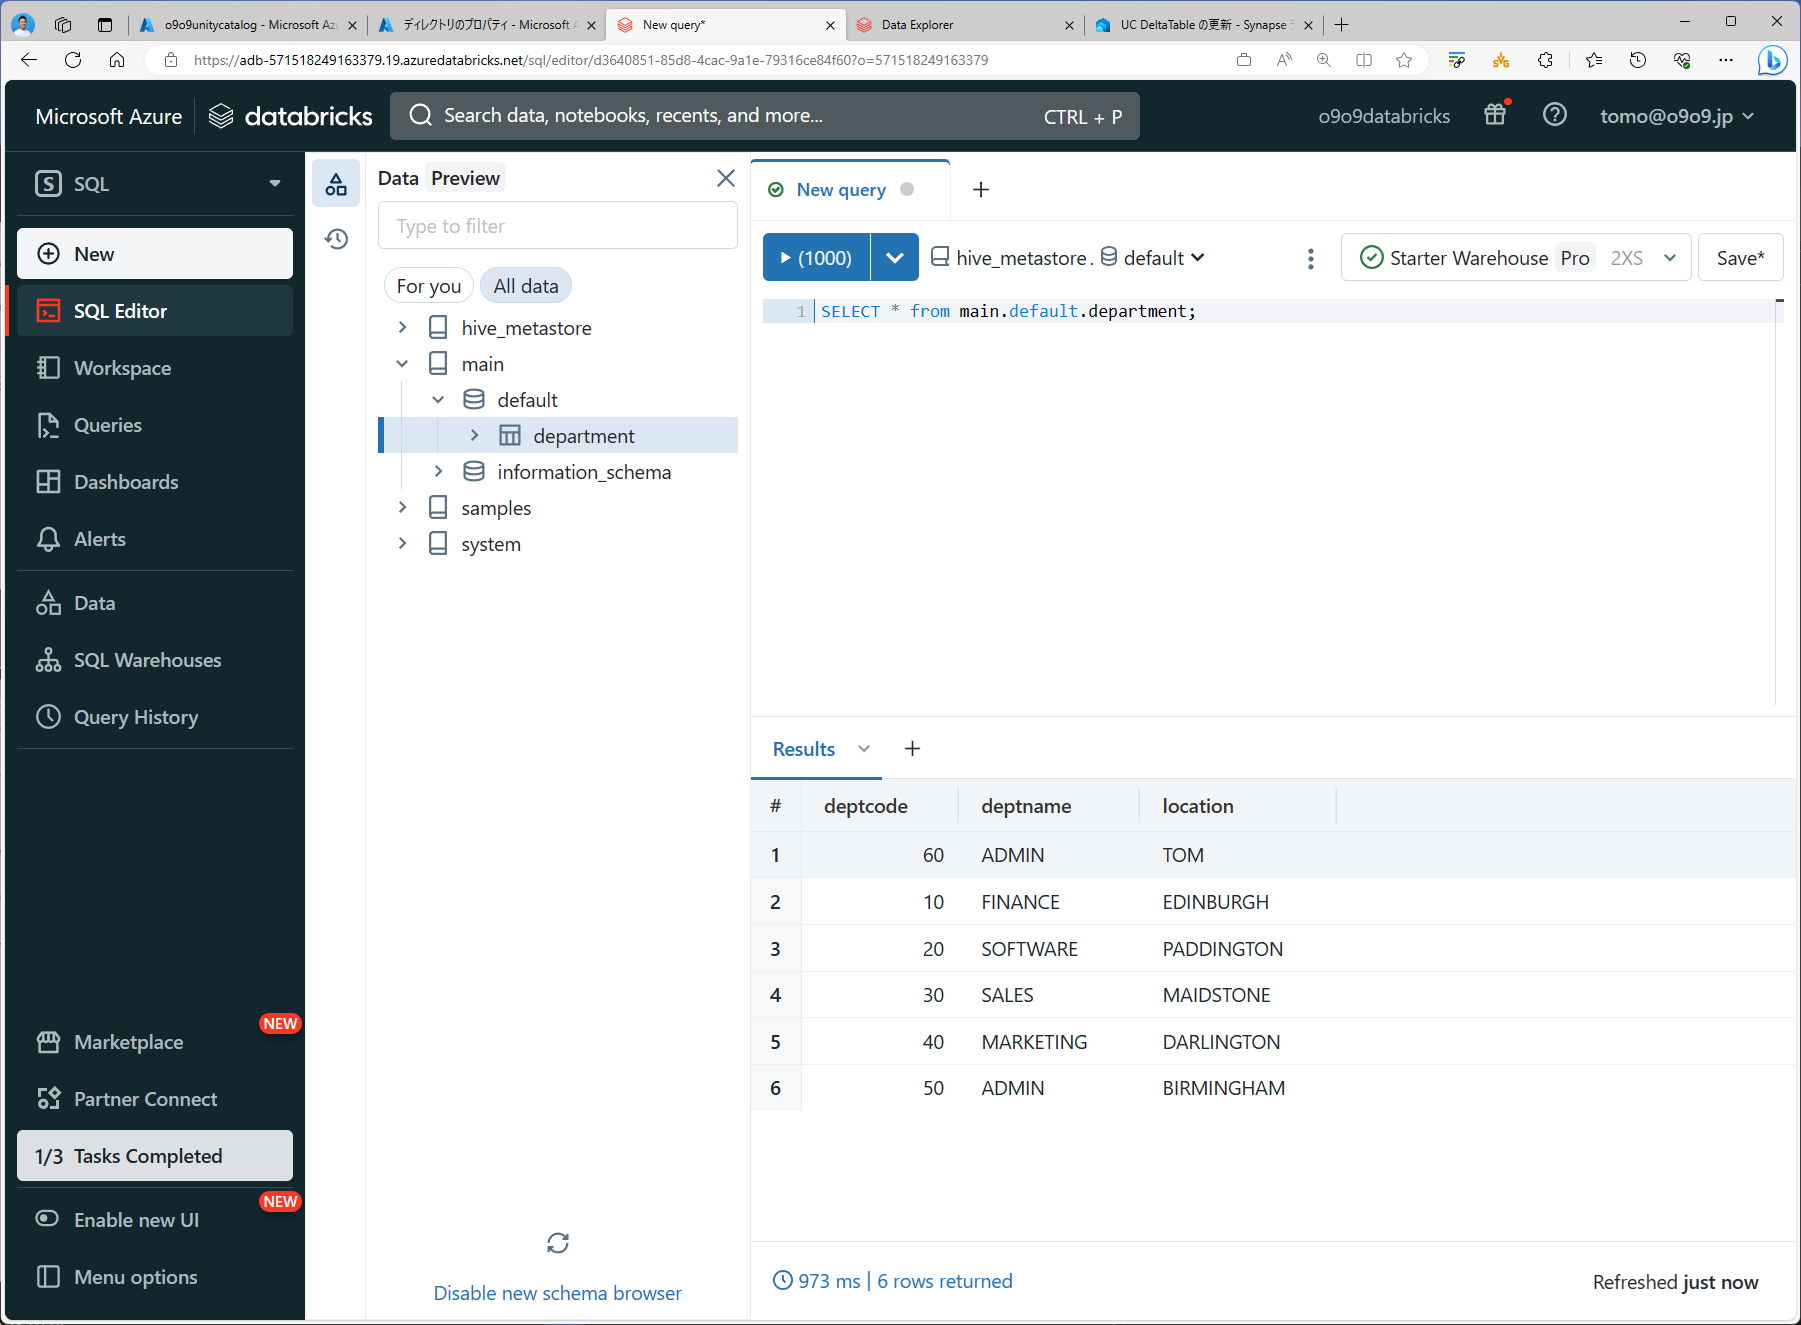 o9o9unitycatalog - Microsoft Az
ディレクトリのプロパティ - Microsoft A
New query*
Data Explorer
UC DeltaTable の更新 - Synapse
https://adb-571518249163379.19.azuredatabricks.net/sql/editor/d3640851-85d8-4cac-9a1e-79316ce84f60?o=571518249163379
Microsoft Azure
databricks
Search data, notebooks, recents, and more...
CTRL + P
o9o9databricks
tomo@o9o9.jp
S SQL
New
SQL Editor
Workspace
Queries
Dashboards
Alerts
Data
SQL Warehouses
Query History
NEW
Marketplace
Partner Connect
1/3 Tasks Completed
NEW
Enable new UI
Menu options
Data Preview
Type to filter
For you
All data
hive_metastore
main
default
department
information_schema
samples
system
Disable new schema browser
New query
(1000)
hive_metastore. default
Starter Warehouse Pro 2XS
Save*
1 SELECT * from main.default.department;
Results
# deptcode deptname location
1 60 ADMIN TOM
2 10 FINANCE EDINBURGH
3 20 SOFTWARE PADDINGTON
4 30 SALES MAIDSTONE
5 40 MARKETING DARLINGTON
6 50 ADMIN BIRMINGHAM
973 ms | 6 rows returned
Refreshed just now